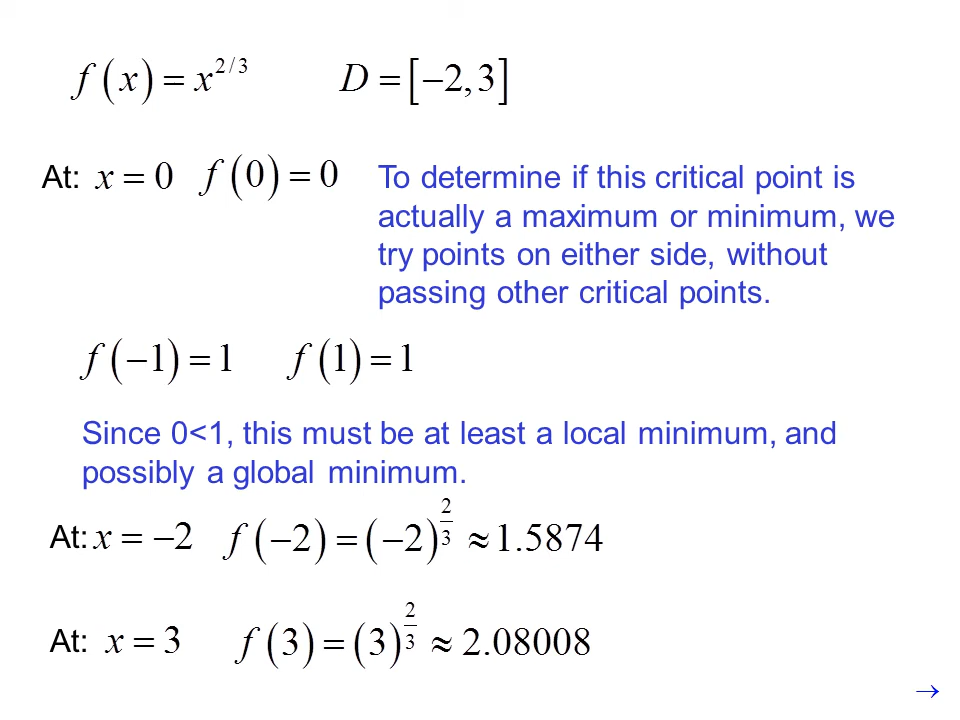 f(x) = x^{2/3} D = [−2, 3]
At: x = 0 f(0) = 0 To determine if this critical point is
actually a maximum or minimum, we
try points on either side, without
passing other critical points.
f(−1) = 1 f(1) = 1
Since 0<1, this must be at least a local minimum, and
possibly a global minimum.
At: x = −2 f(−2) = (−2)^{2/3} ≈ 1.5874
At: x = 3 f(3) = (3)^{2/3} ≈ 2.08008
→